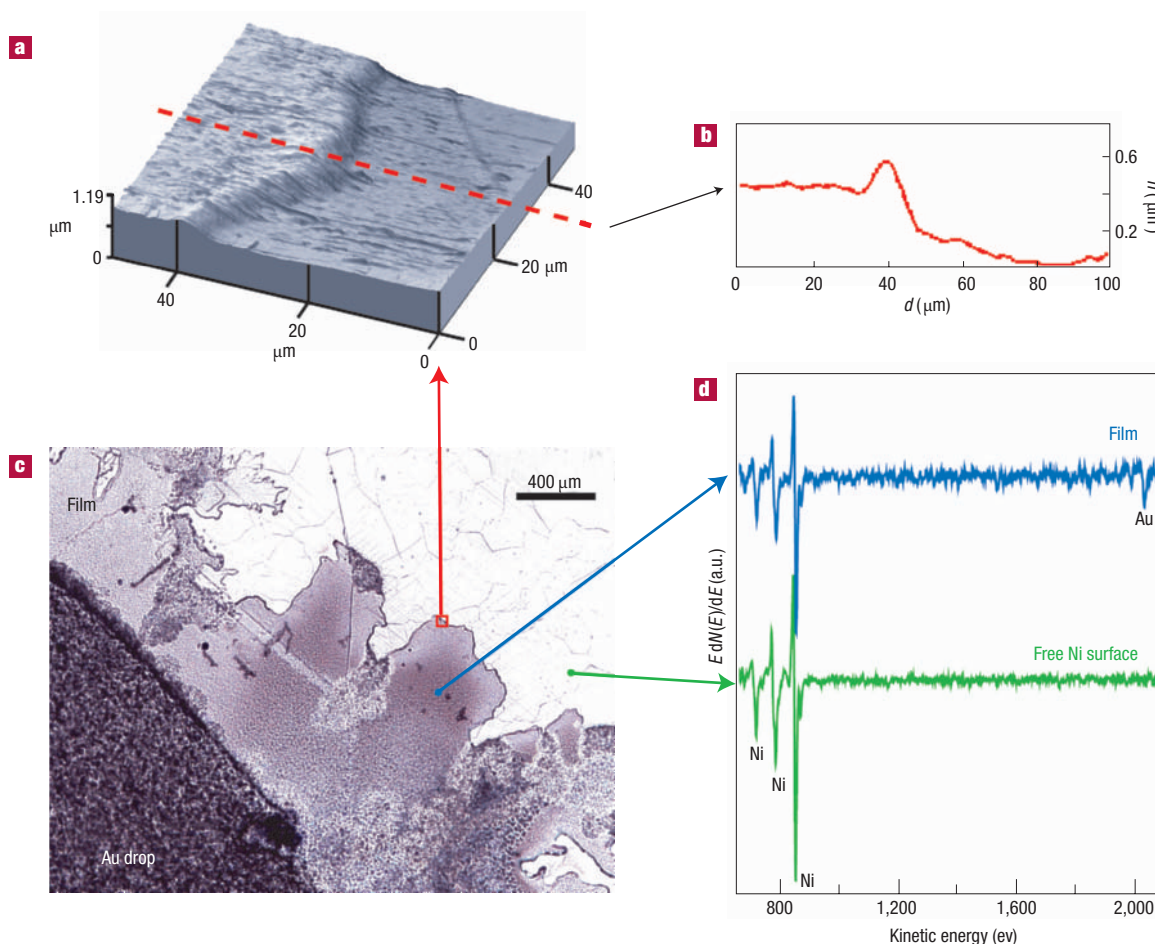 a
1.19
μm
0
40
20
μm
0
0
20 μm
40
b
0.6
0.2
0
20
40
60
80
100
d (μm)
c
Film
400 μm
Au drop
d
Film
Au
Free Ni surface
Ni
Ni
Ni
E dN(E)/dE (a.u.)
800
1,200
1,600
2,000
Kinetic energy (ev)